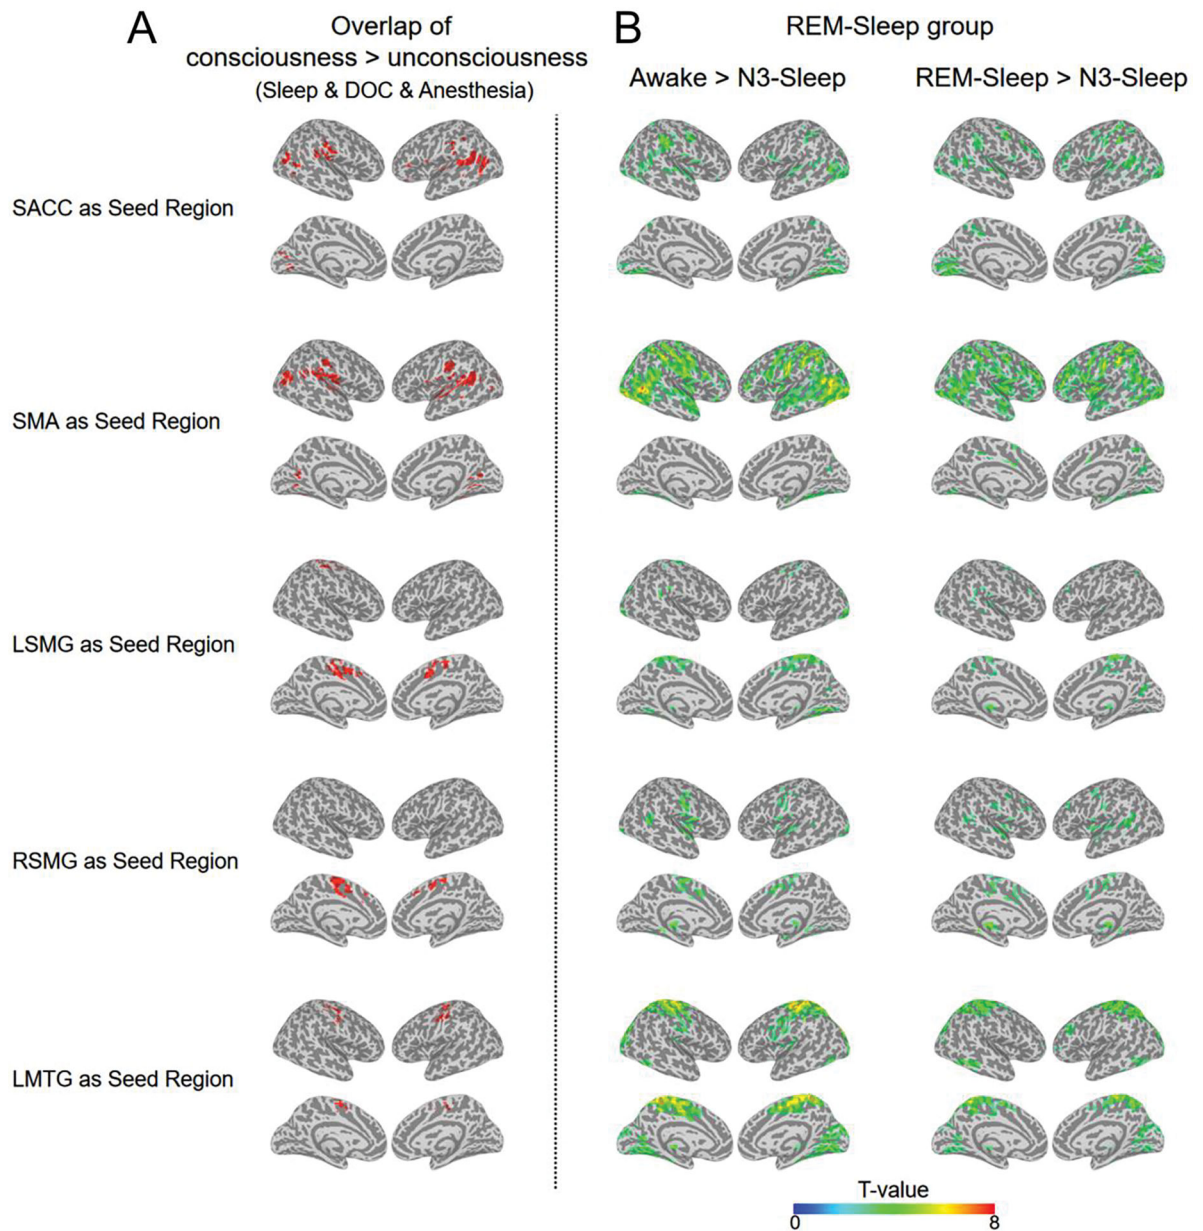 A
Overlap of
consciousness > unconsciousness
(Sleep & DOC & Anesthesia)
B
REM-Sleep group
Awake > N3-Sleep
REM-Sleep > N3-Sleep
SACC as Seed Region
SMA as Seed Region
LSMG as Seed Region
RSMG as Seed Region
LMTG as Seed Region
T-value
0
8